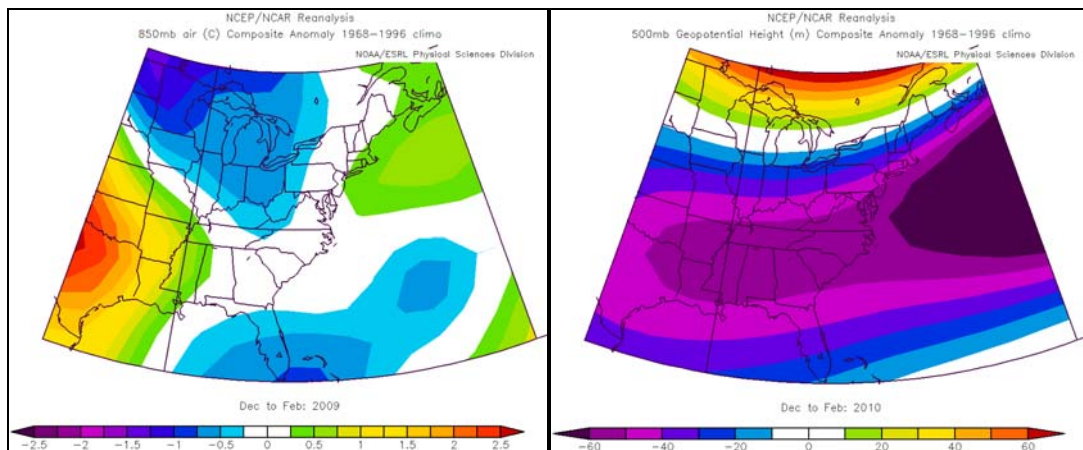 NCEP/NCAR Reanalysis
850mb air (C) Composite Anomaly 1968-1996 climo
NOAA/ESRL Physical Sciences Division
Dec to Feb: 2009
-2.5 -2 -1.5 -1 -0.5 0 0.5 1 1.5 2 2.5
NCEP/NCAR Reanalysis
500mb Geopotential Height (m) Composite Anomaly 1968-1996 climo
NOAA/ESRL Physical Sciences Division
Dec to Feb: 2010
-60 -40 -20 0 20 40 60